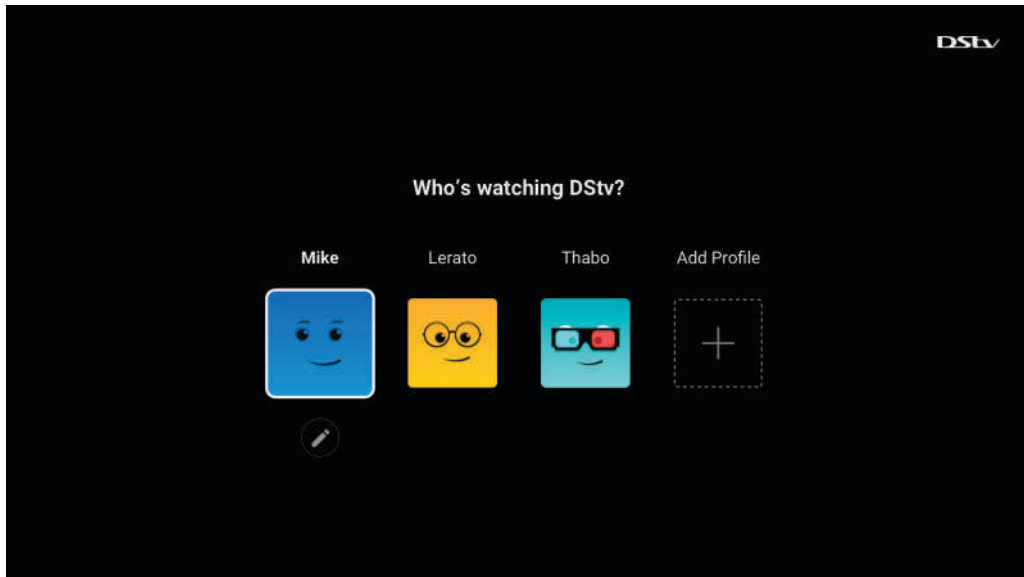 DStv
Who's watching DStv?
Mike
Lerato
Thabo
Add Profile